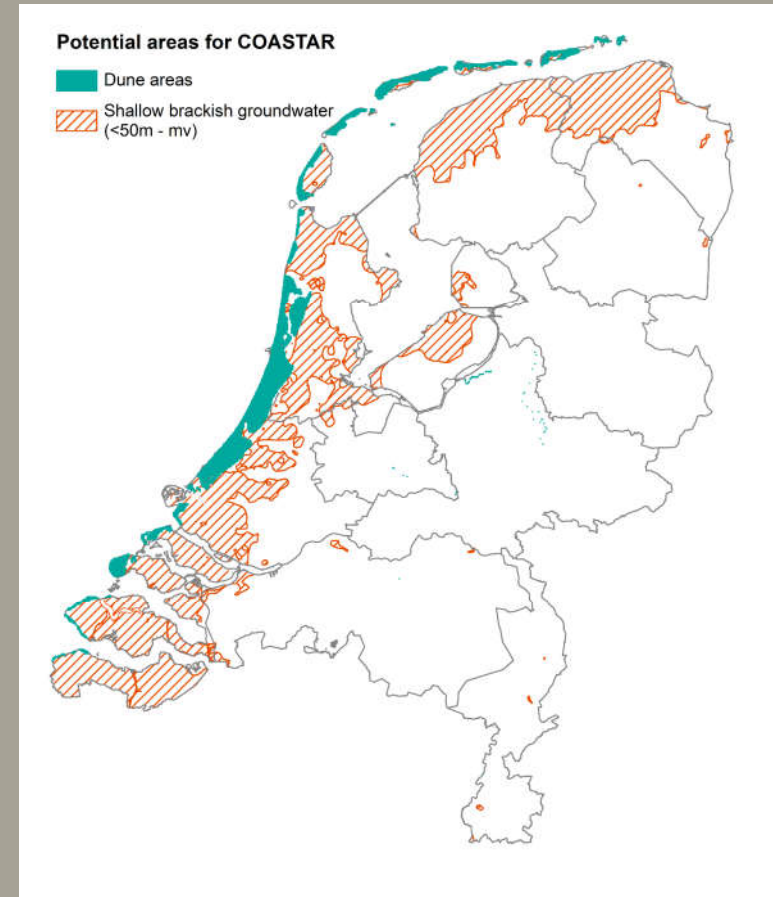 Potential areas for COASTAR
Dune areas
Shallow brackish groundwater
(<50m - mv)